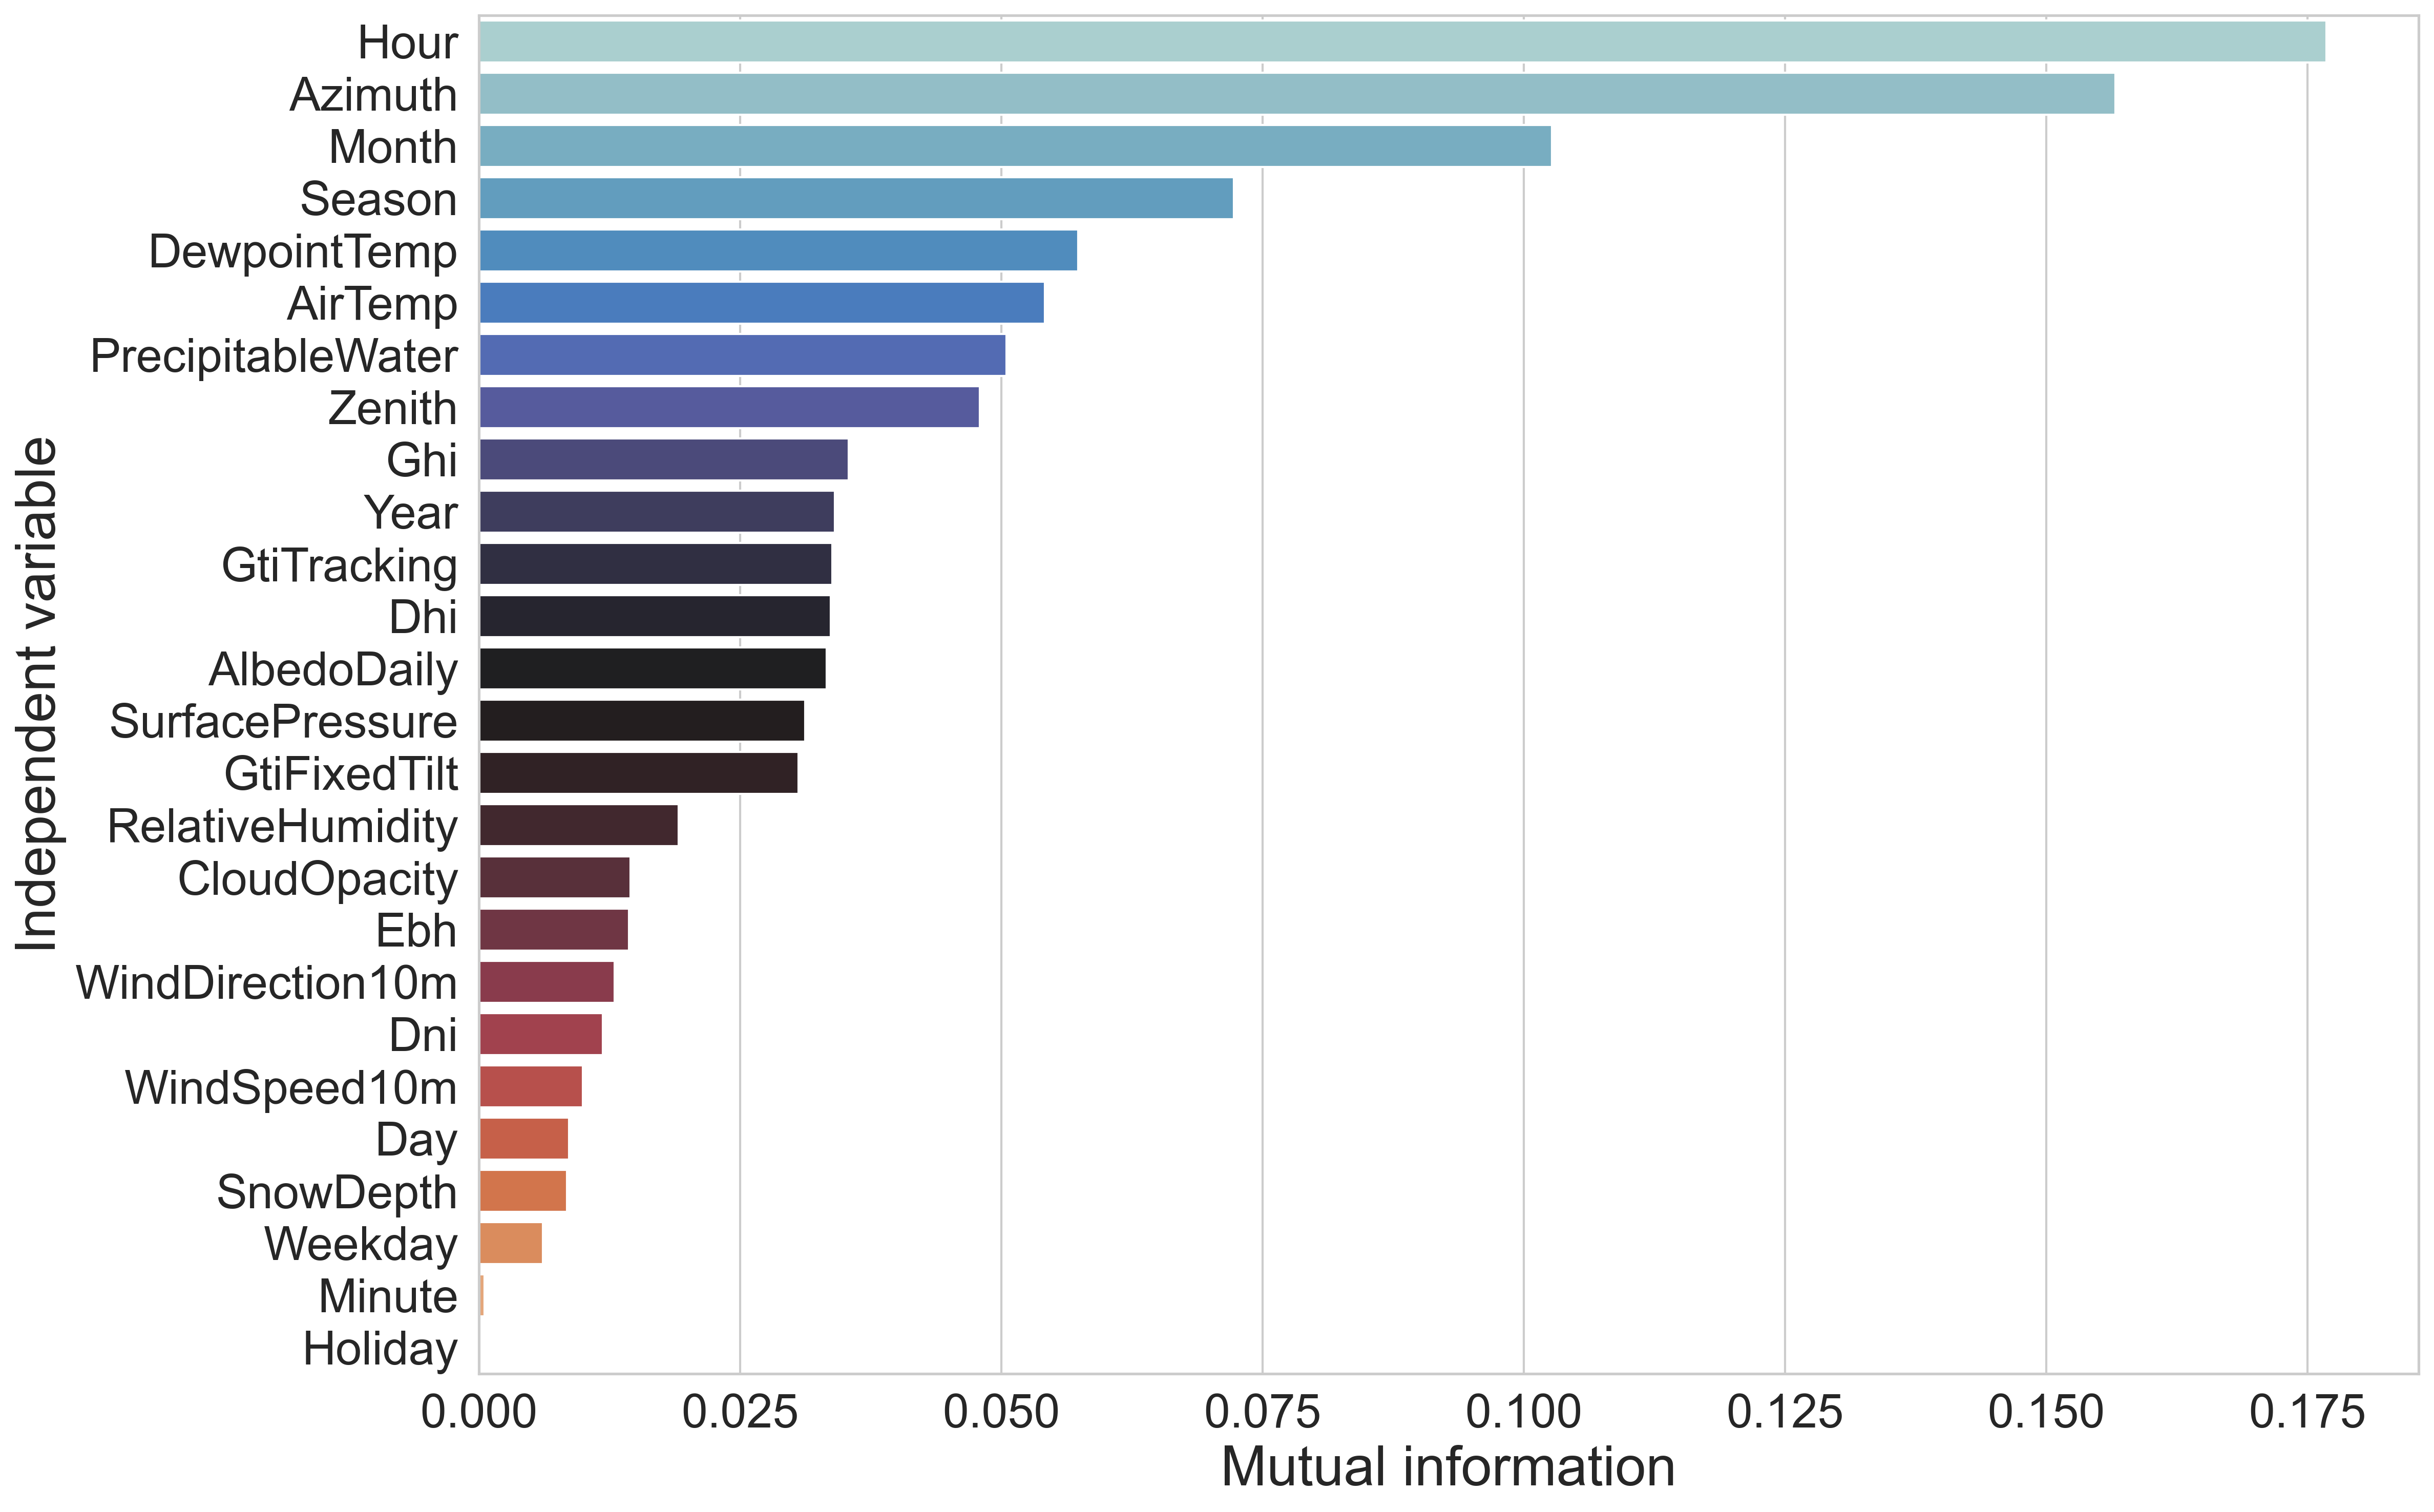 Independent variable
Hour
Azimuth
Month
Season
DewpointTemp
AirTemp
PrecipitableWater
Zenith
Ghi
Year
GtiTracking
Dhi
AlbedoDaily
SurfacePressure
GtiFixedTilt
RelativeHumidity
CloudOpacity
Ebh
WindDirection10m
Dni
WindSpeed10m
Day
SnowDepth
Weekday
Minute
Holiday
0.000 0.025 0.050 0.075 0.100 0.125 0.150 0.175
Mutual information